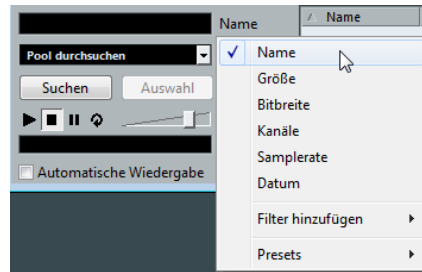 Name
Name
Pool durchsuchen
Suchen
Auswahl
Automatische Wiedergabe
Name
Größe
Bitbreite
Kanäle
Samplerate
Datum
Filter hinzufügen
Presets